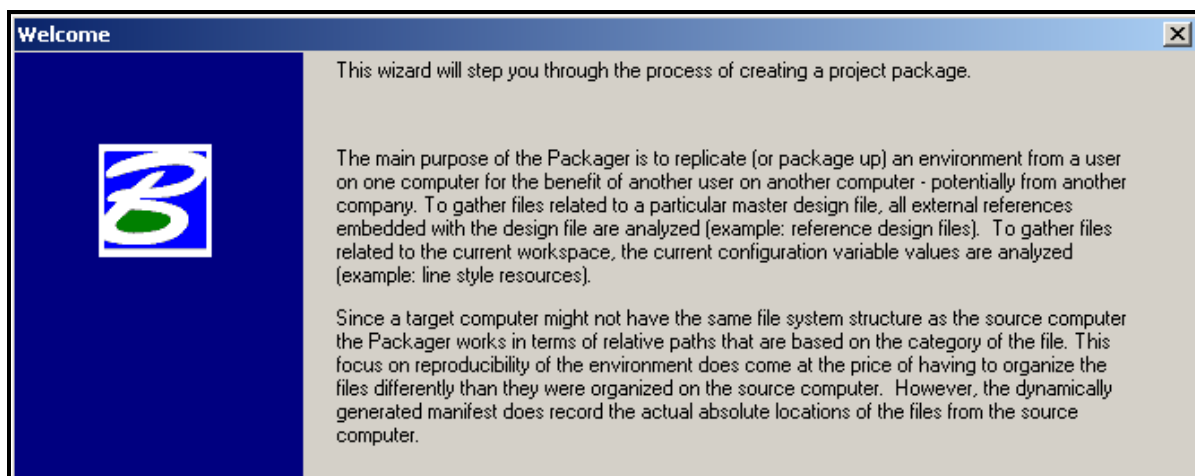 Welcome
This wizard will step you through the process of creating a project package.
The main purpose of the Packager is to replicate (or package up) an environment from a user
on one computer for the benefit of another user on another computer - potentially from another
company. To gather files related to a particular master design file, all external references
embedded with the design file are analyzed (example: reference design files).  To gather files
related to the current workspace, the current configuration variable values are analyzed
(example: line style resources).
Since a target computer might not have the same file system structure as the source computer
the Packager works in terms of relative paths that are based on the category of the file. This
focus on reproducibility of the environment does come at the price of having to organize the
files differently than they were organized on the source computer.  However, the dynamically
generated manifest does record the actual absolute locations of the files from the source
computer.
B